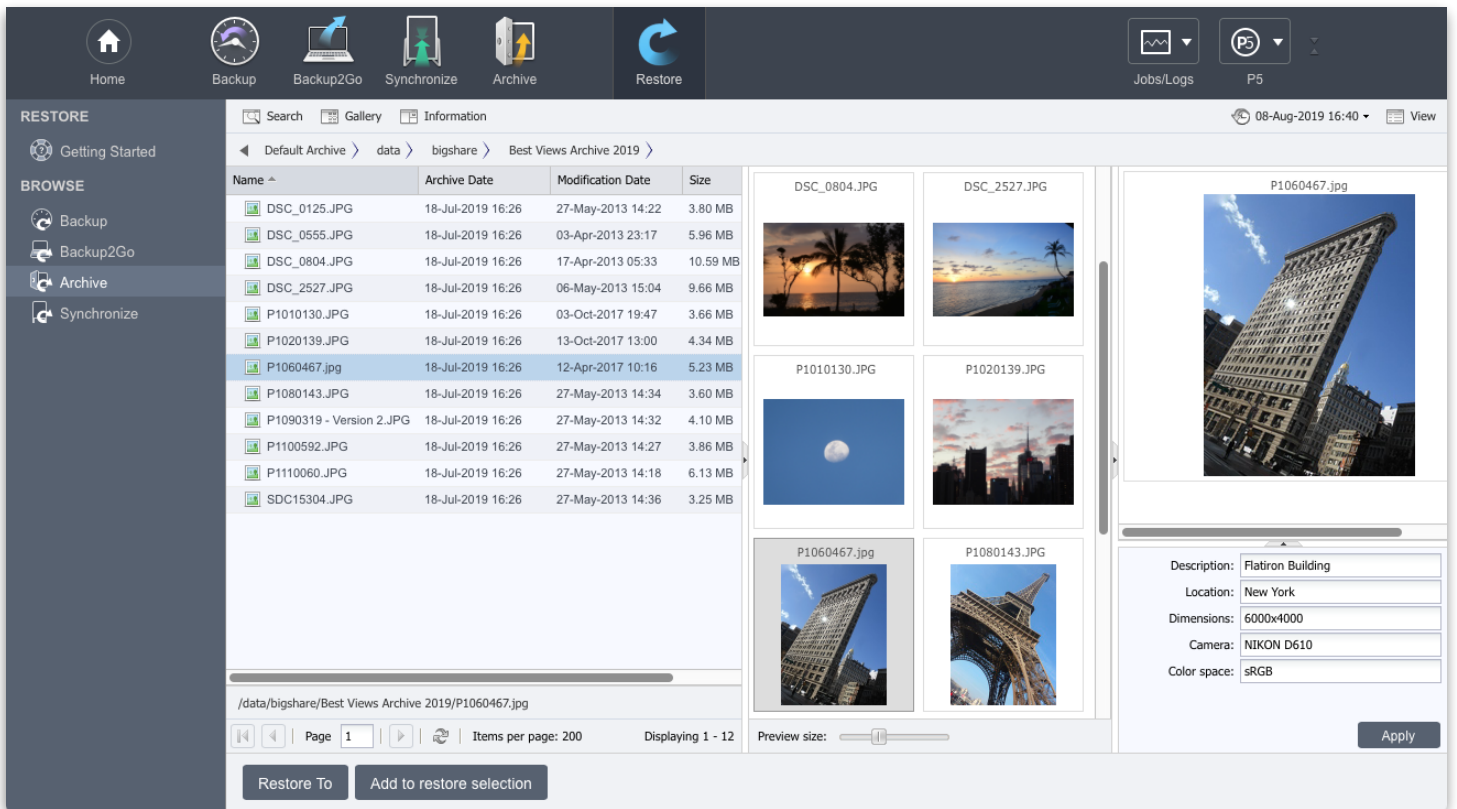 Home
Backup
Backup2Go
Synchronize
Archive
Restore
Jobs/Logs
P5
P5
RESTORE
Getting Started
BROWSE
Backup
Backup2Go
Archive
Synchronize
Search Gallery Information
08-Aug-2019 16:40 View
Default Archive data bigshare Best Views Archive 2019
Name Archive Date Modification Date Size
DSC_0125.JPG 18-Jul-2019 16:26 27-May-2013 14:22 3.80 MB
DSC_0555.JPG 18-Jul-2019 16:26 03-Apr-2013 23:17 5.96 MB
DSC_0804.JPG 18-Jul-2019 16:26 17-Apr-2013 05:33 10.59 MB
DSC_2527.JPG 18-Jul-2019 16:26 06-May-2013 15:04 9.66 MB
P1010130.JPG 18-Jul-2019 16:26 03-Oct-2017 19:47 3.66 MB
P1020139.JPG 18-Jul-2019 16:26 13-Oct-2017 13:00 4.34 MB
P1060467.jpg 18-Jul-2019 16:26 12-Apr-2017 10:16 5.23 MB
P1080143.JPG 18-Jul-2019 16:26 27-May-2013 14:34 3.60 MB
P1090319 - Version 2.JPG 18-Jul-2019 16:26 27-May-2013 14:32 4.10 MB
P1100592.JPG 18-Jul-2019 16:26 27-May-2013 14:27 3.86 MB
P1110060.JPG 18-Jul-2019 16:26 27-May-2013 14:18 6.13 MB
SDC15304.JPG 18-Jul-2019 16:26 27-May-2013 14:36 3.25 MB
/data/bigshare/Best Views Archive 2019/P1060467.jpg
Page 1 Items per page: 200 Displaying 1 - 12
DSC_0804.JPG DSC_2527.JPG
P1010130.JPG P1020139.JPG
P1060467.jpg P1080143.JPG
Preview size:
P1060467.jpg
Description: Flatiron Building
Location: New York
Dimensions: 6000x4000
Camera: NIKON D610
Color space: sRGB
Apply
Restore To Add to restore selection